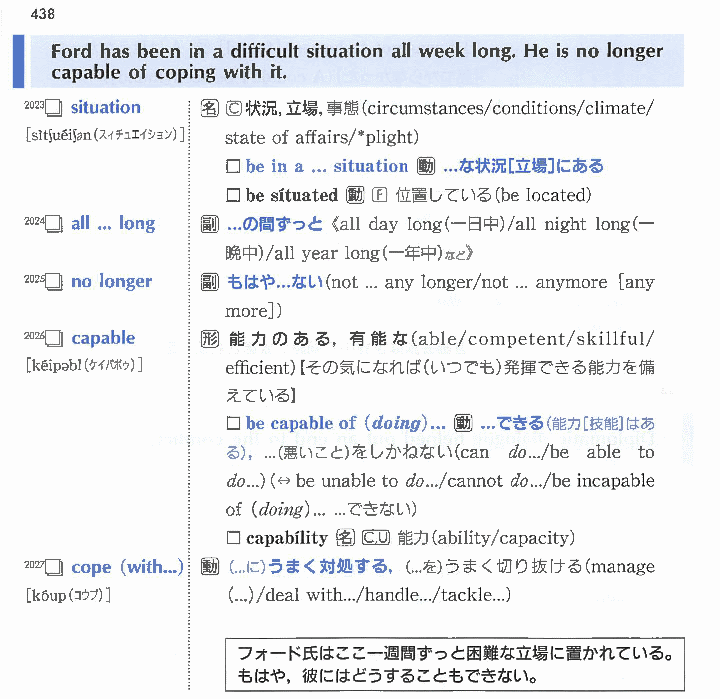 438
Ford has been in a difficult situation all week long. He is no longer
capable of coping with it.
2023 □ situation 名 Ⓒ 状況, 立場, 事態(circumstances/conditions/climate/
[sìtʃuéiʃən(スィチュエイション)] state of affairs/*plight)
□ be in a ... situation 動 …な状況[立場]にある
□ be sítuated 動 F 位置している(be located)
2024 □ all ... long 副 …の間ずっと《all day long(一日中)/all night long(一
晩中)/all year long(一年中)など》
2025 □ no longer 副 もはや…ない(not ... any longer/not ... anymore [any
more])
2026 □ capable 形 能力のある, 有能な(able/competent/skillful/
[kéipəbl(ケイパボゥ)] efficient)【その気になれば(いつでも)発揮できる能力を備
えている】
□ be capable of (doing)... 動 …できる(能力[技能]はあ
る), …(悪いこと)をしかねない(can do.../be able to
do...)(↔ be unable to do.../cannot do.../be incapable
of (doing)... …できない)
□ capabílity 名 C,U 能力(ability/capacity)
2027 □ cope (with...) 動 (…に)うまく対処する, (…を)うまく切り抜ける(manage
[kóup(コウプ)] (...)/deal with.../handle.../tackle...)
フォード氏はここ一週間ずっと困難な立場に置かれている。
もはや, 彼にはどうすることもできない。